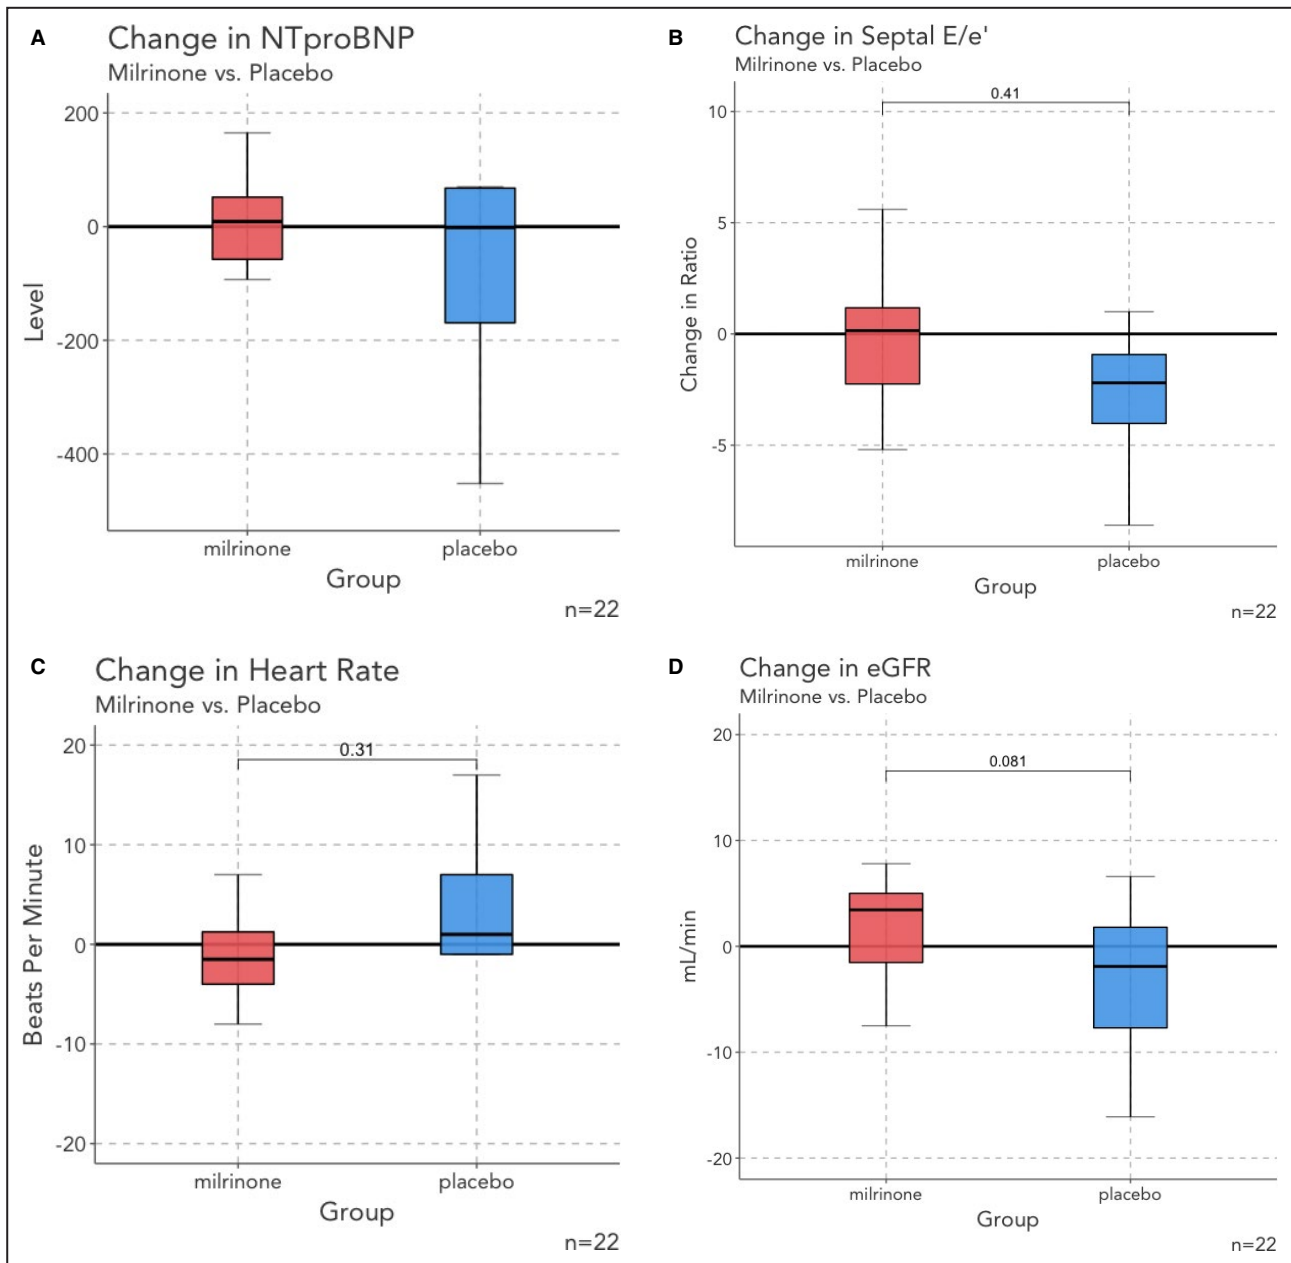 A
Change in NTproBNP
Milrinone vs. Placebo
200
0
-200
-400
Level
milrinone
placebo
Group
n=22
B
Change in Septal E/e'
Milrinone vs. Placebo
0.41
10
5
0
-5
Change in Ratio
milrinone
placebo
Group
n=22
C
Change in Heart Rate
Milrinone vs. Placebo
0.31
20
10
0
-10
-20
Beats Per Minute
milrinone
placebo
Group
n=22
D
Change in eGFR
Milrinone vs. Placebo
0.081
20
10
0
-10
-20
mL/min
milrinone
placebo
Group
n=22